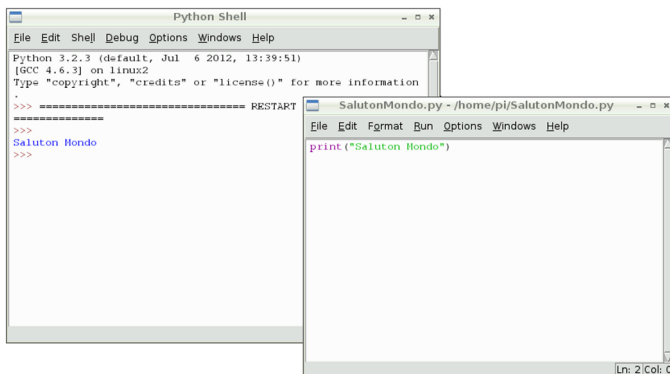 Python Shell
File Edit Shell Debug Options Windows Help
Python 3.2.3 (default, Jul  6 2012, 13:39:51)
[GCC 4.6.3] on linux2
Type "copyright", "credits" or "license()" for more information
.
>>> ================================ RESTART
==============
>>>
Saluton Mondo
>>>
SalutonMondo.py - /home/pi/SalutonMondo.py
File Edit Format Run Options Windows Help
print("Saluton Mondo")
Ln: 2 Col: 0